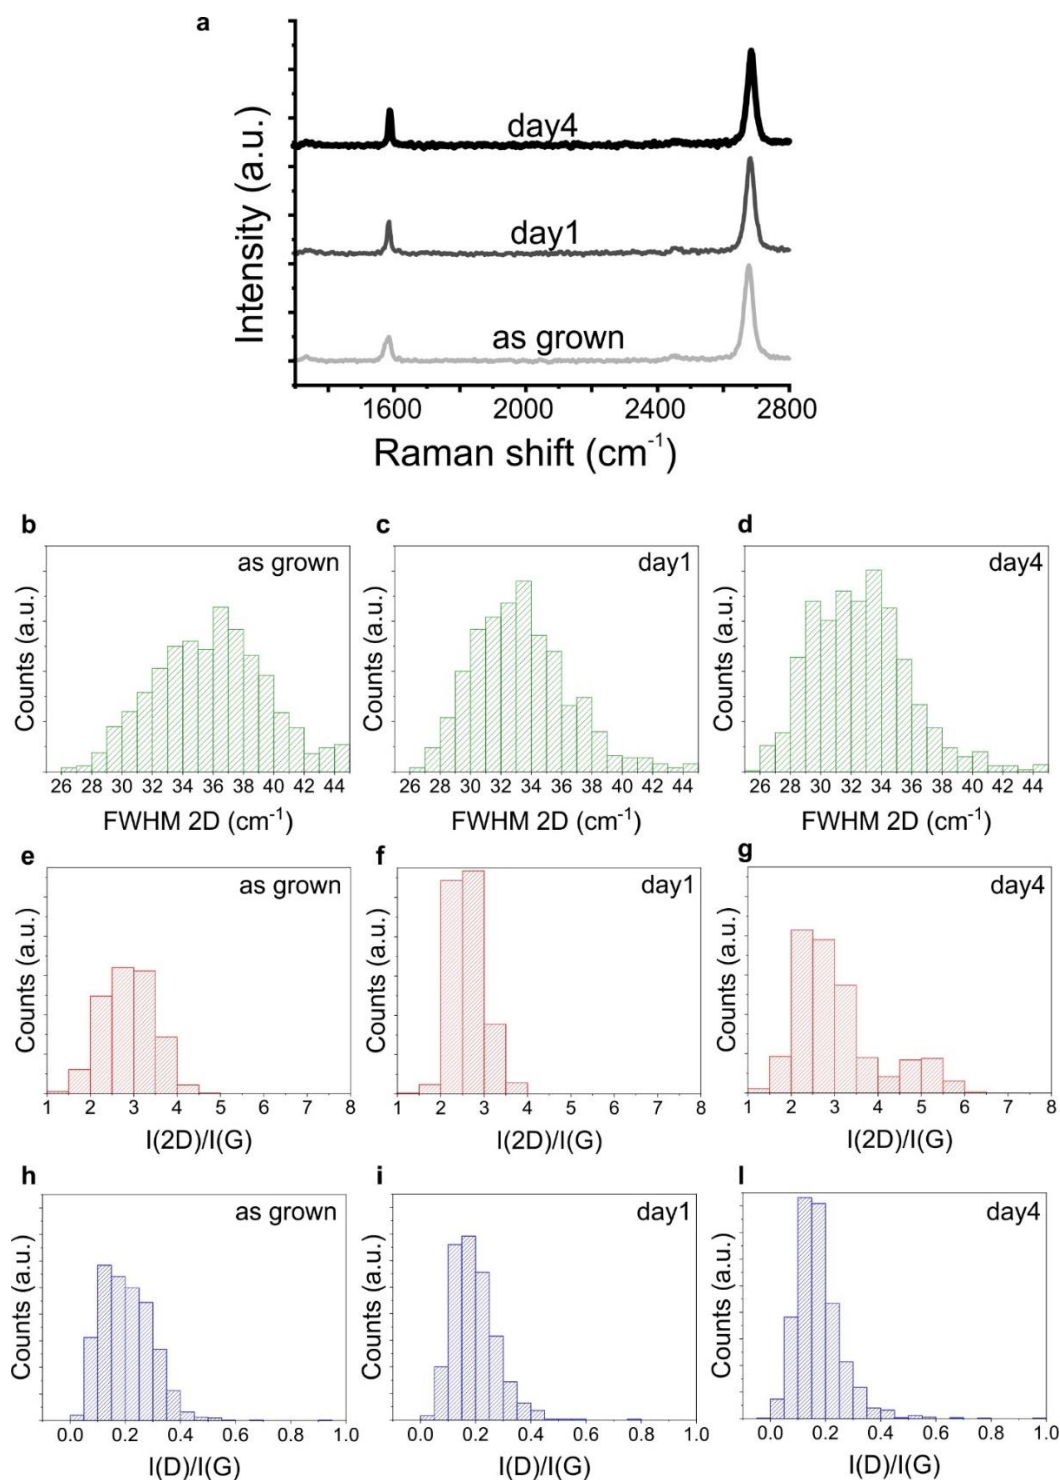 a
Intensity (a.u.)
day4
day1
as grown
1600 2000 2400 2800
Raman shift (cm⁻¹)
b
as grown
Counts (a.u.)
26 28 30 32 34 36 38 40 42 44
FWHM 2D (cm⁻¹)
c
day1
Counts (a.u.)
26 28 30 32 34 36 38 40 42 44
FWHM 2D (cm⁻¹)
d
day4
Counts (a.u.)
26 28 30 32 34 36 38 40 42 44
FWHM 2D (cm⁻¹)
e
as grown
Counts (a.u.)
1 2 3 4 5 6 7 8
I(2D)/I(G)
f
day1
Counts (a.u.)
1 2 3 4 5 6 7 8
I(2D)/I(G)
g
day4
Counts (a.u.)
1 2 3 4 5 6 7 8
I(2D)/I(G)
h
as grown
Counts (a.u.)
0.0 0.2 0.4 0.6 0.8 1.0
I(D)/I(G)
i
day1
Counts (a.u.)
0.0 0.2 0.4 0.6 0.8 1.0
I(D)/I(G)
l
day4
Counts (a.u.)
0.0 0.2 0.4 0.6 0.8 1.0
I(D)/I(G)